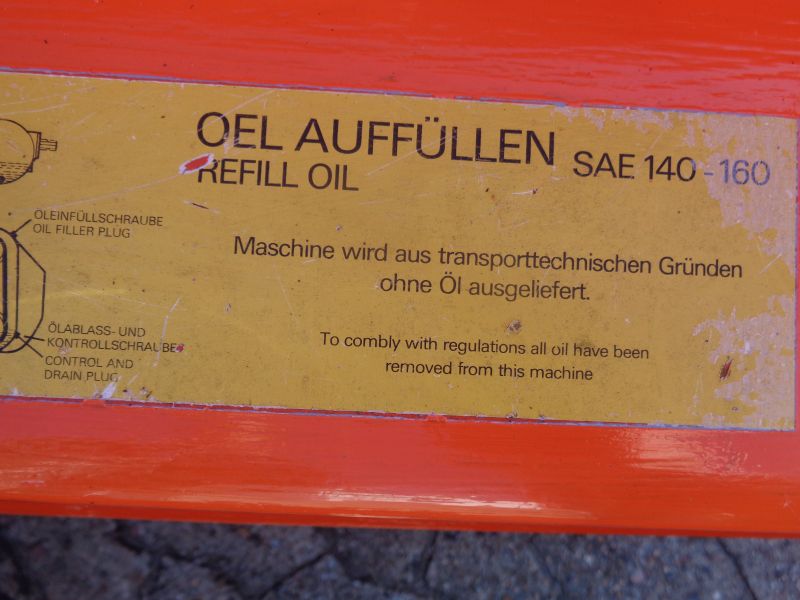 OEL AUFFÜLLEN SAE 140-160
REFILL OIL
ÖLEINFÜLLSCHRAUBE
OIL FILLER PLUG
Maschine wird aus transporttechnischen Gründen
ohne Öl ausgeliefert.
ÖLABLASS-UND
KONTROLLSCHRAUBE
CONTROL AND
DRAIN PLUG
To combly with regulations all oil have been
removed from this machine